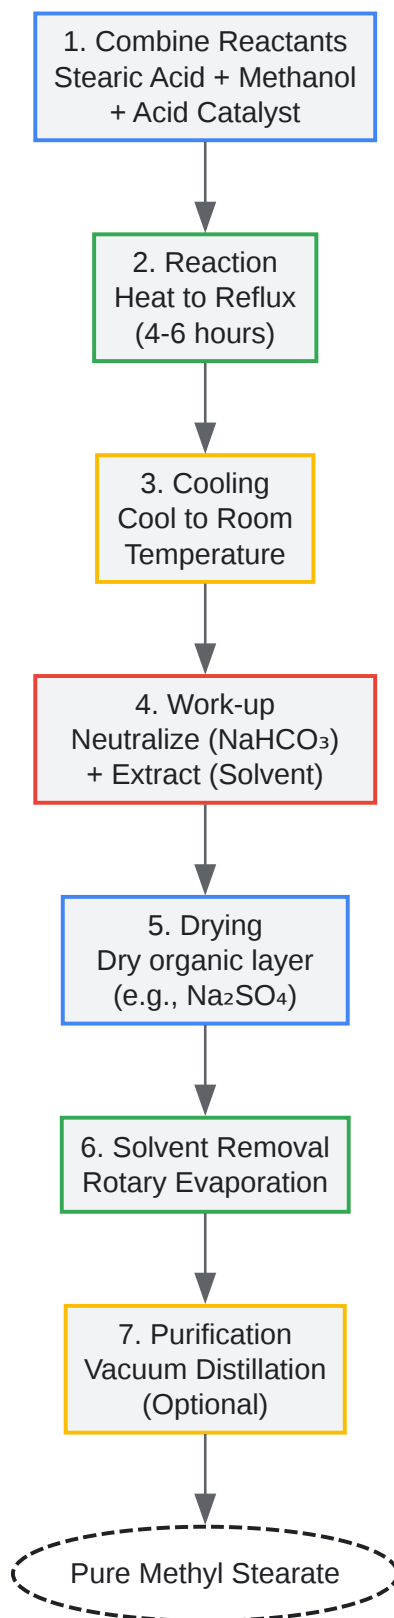 1. Combine Reactants
Stearic Acid + Methanol
+ Acid Catalyst
2. Reaction
Heat to Reflux
(4-6 hours)
3. Cooling
Cool to Room
Temperature
4. Work-up
Neutralize (NaHCO₃)
+ Extract (Solvent)
5. Drying
Dry organic layer
(e.g., Na₂SO₄)
6. Solvent Removal
Rotary Evaporation
7. Purification
Vacuum Distillation
(Optional)
Pure Methyl Stearate